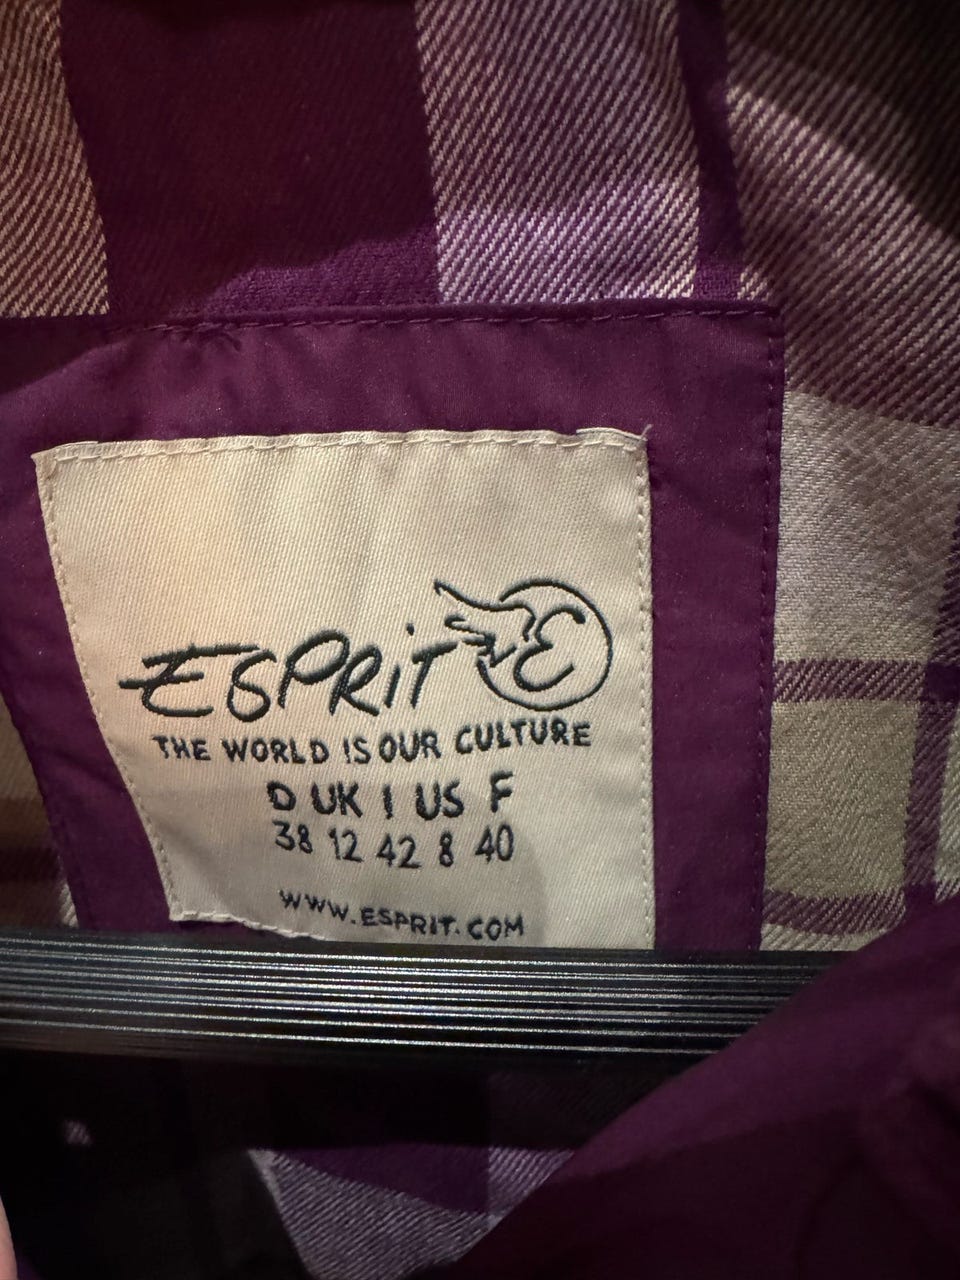 ESPRiT E
THE WORLD IS OUR CULTURE
D UK I US F
38 12 42 8 40
WWW.ESPRIT.COM